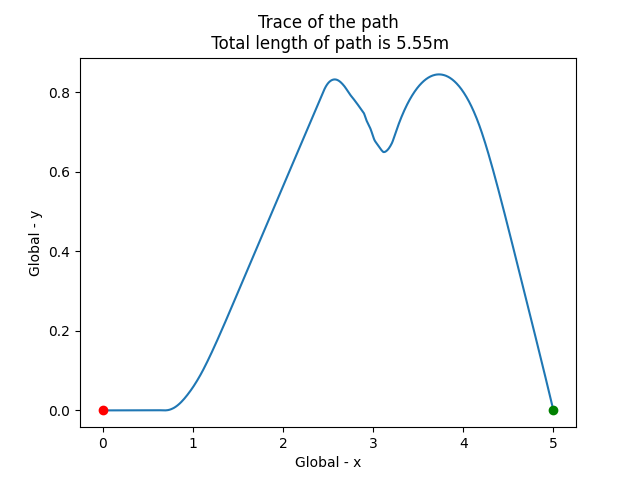 Trace of the path
Total length of path is 5.55m
0.8
0.6
0.4
0.2
0.0
Global - y
0 1 2 3 4 5
Global - x